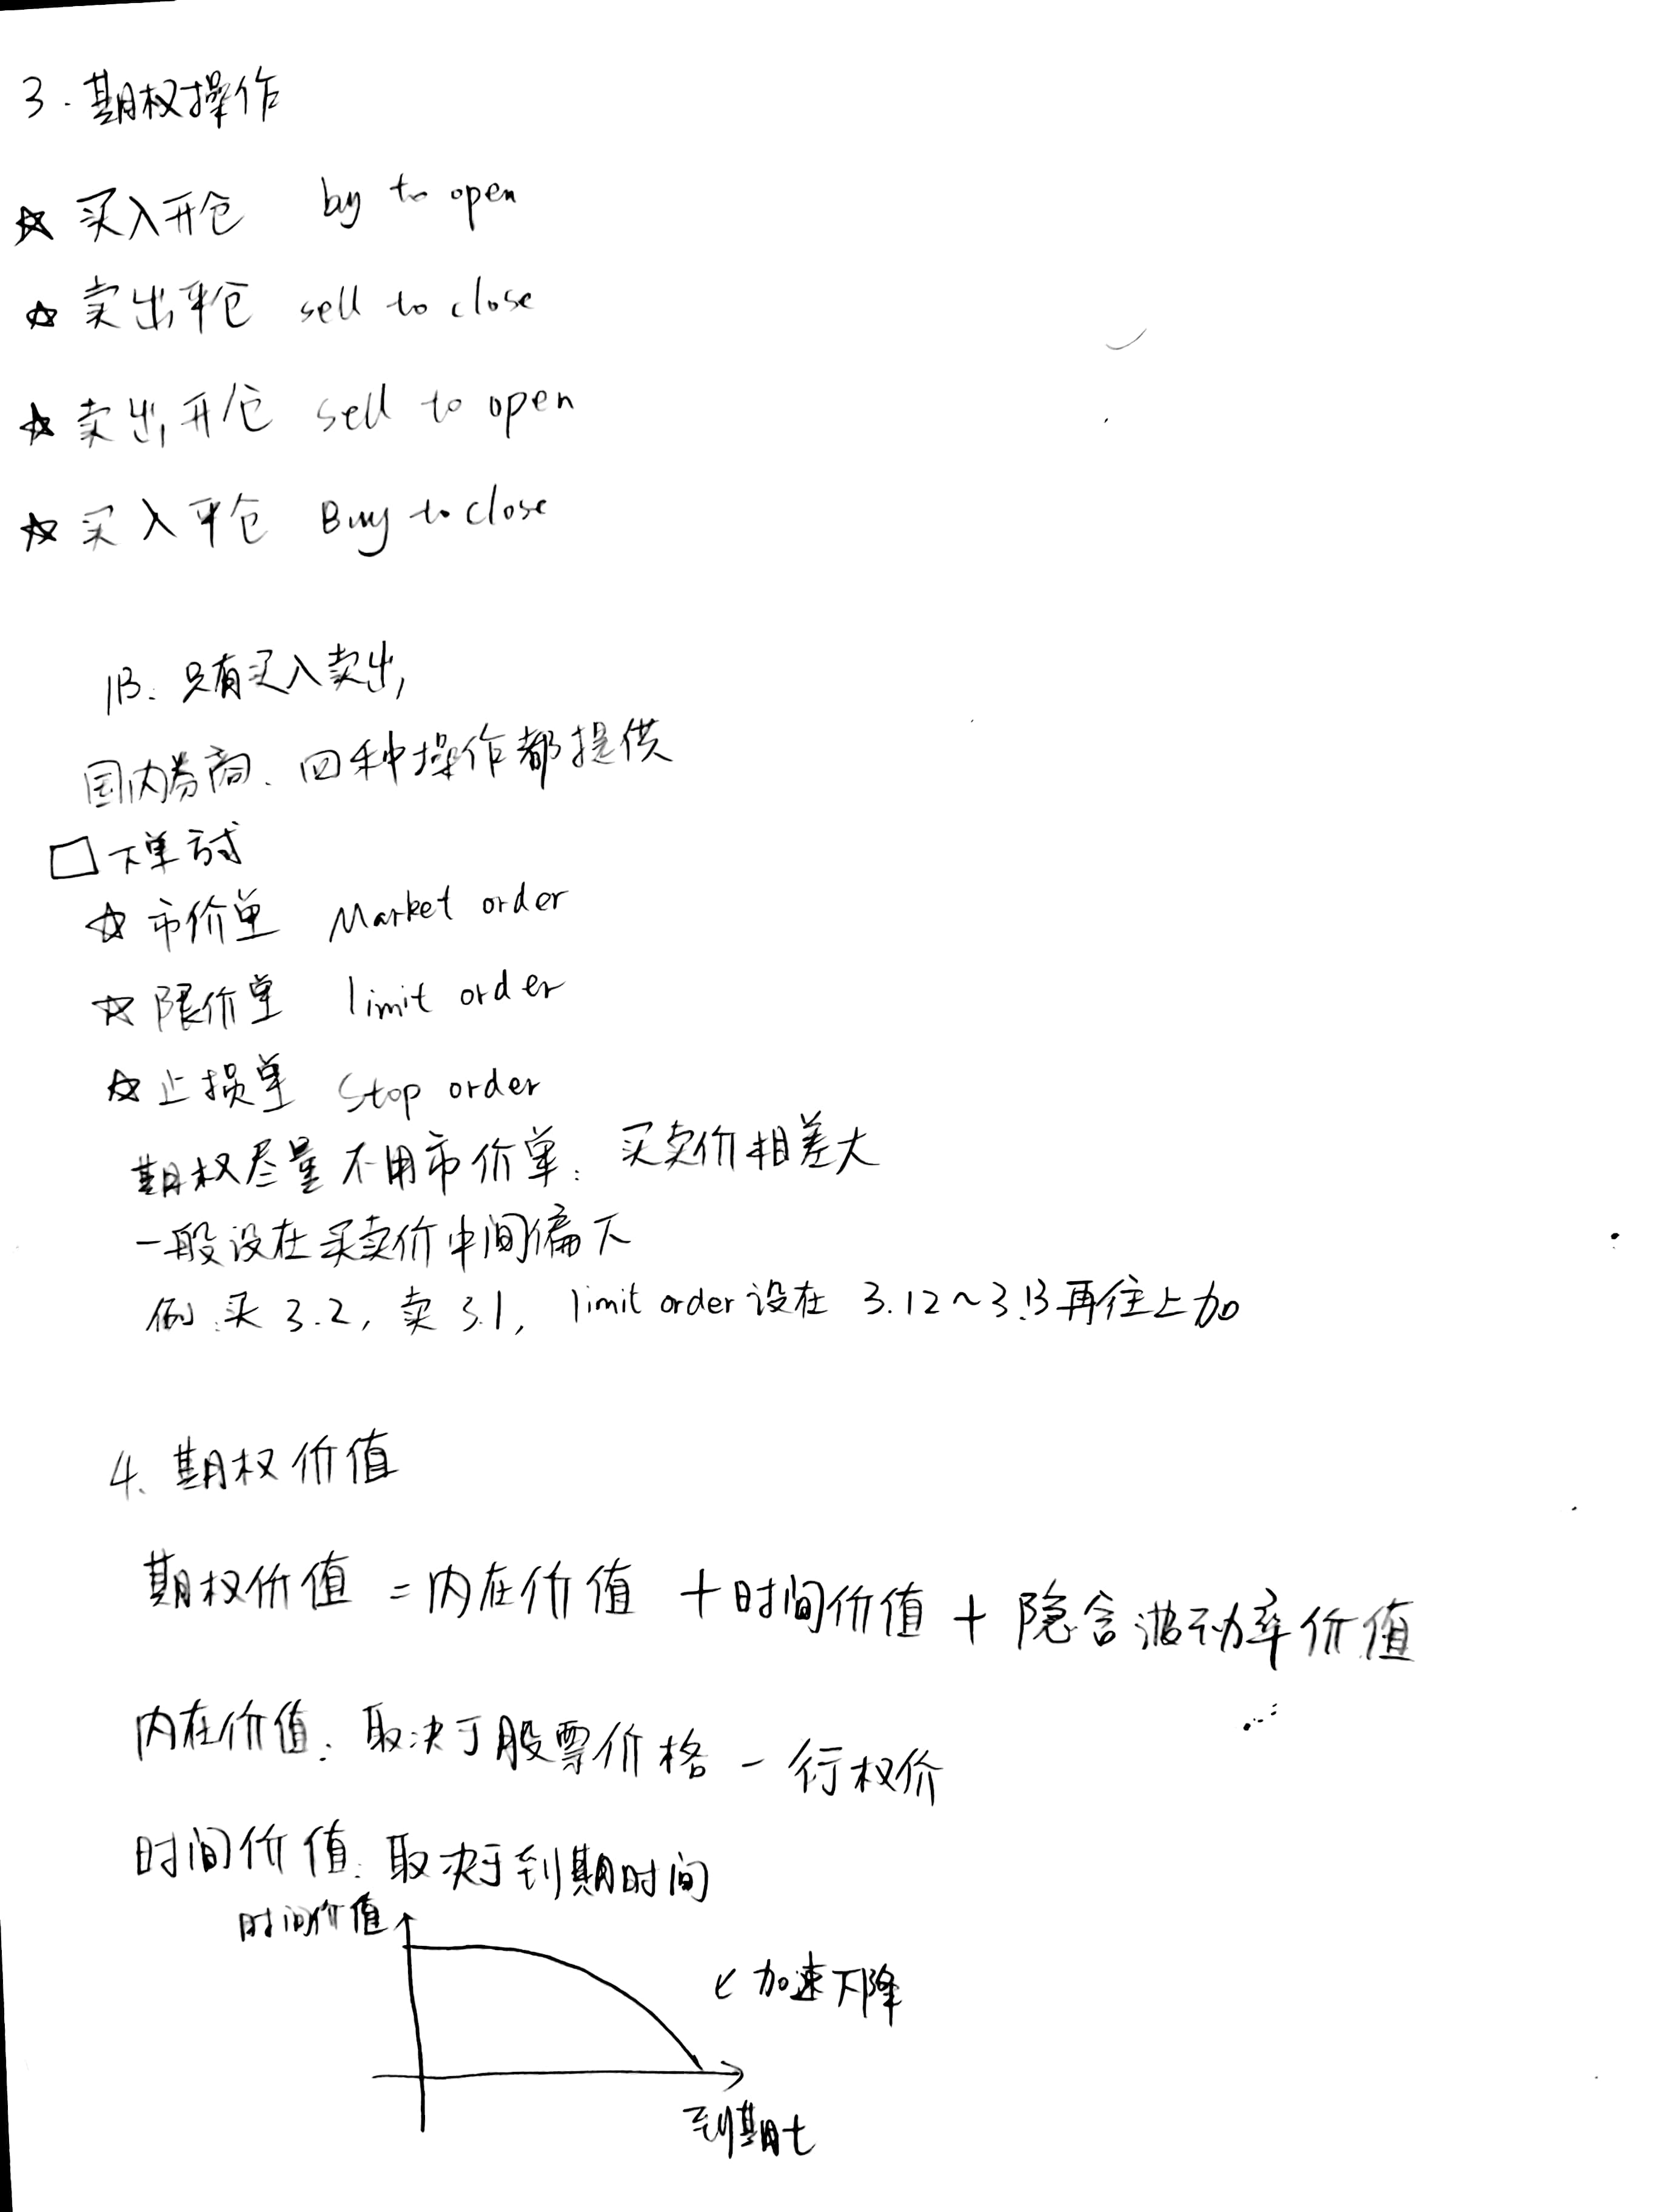 3. 期权操作
☆ 买入开仓 by to open
☆ 卖出平仓 sell to close
☆ 卖出开仓 sell to open
☆ 买入平仓 Buy to close
IB: 只有买入卖出,
国内券商、四种操作都提供
□ 下单方式
☆ 市价单 Market order
☆ 限价单 limit order
☆ 止损单 Stop order
期权尽量不用市价单: 买卖价相差大
一般设在买卖价中间偏下
例:买 3.2, 卖 3.1, limit order 设在 3.12~3.13 再往上加
4. 期权价值
期权价值 = 内在价值 + 时间价值 + 隐含波动率价值
内在价值: 取决于股票价格 - 行权价
时间价值: 取决于到期时间
时间价值
↙ 加速下降
到期t